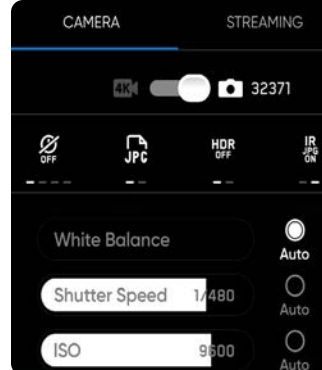 CAMERA STREAMING
4K 32371
OFF JPG HDR OFF IR JPG ON
White Balance Auto
Shutter Speed 1/480 Auto
ISO 9600 Auto